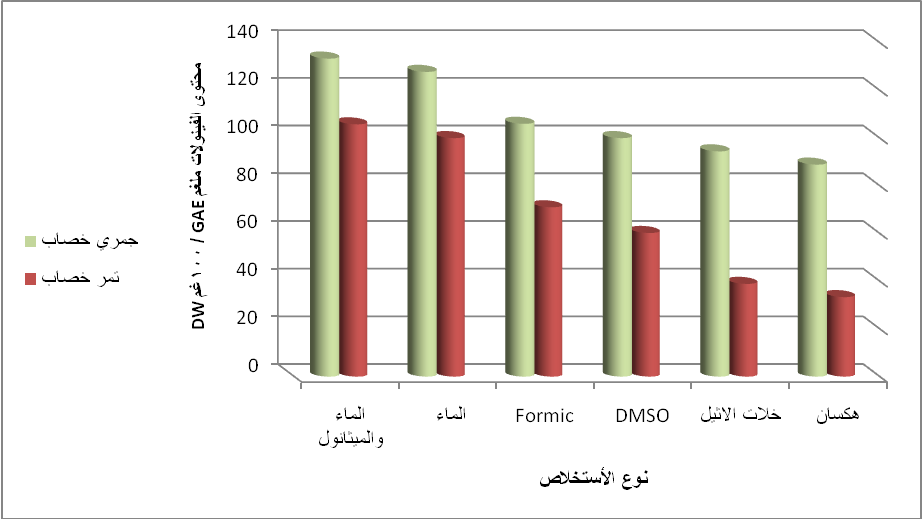 140
120
100
80
60
40
20
0
محتوى الفينولات ملغم GAE / ١٠٠ غم DW
جمري خصاب
تمر خصاب
الماء والميثانول
الماء
Formic
DMSO
خلات الاثيل
هكسان
نوع الأستخلاص